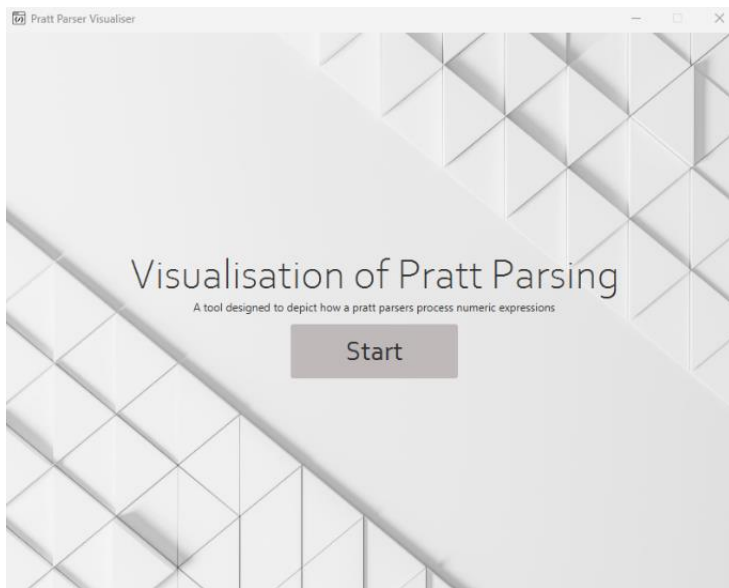 Pratt Parser Visualiser
Visualisation of Pratt Parsing
A tool designed to depict how a pratt parsers process numeric expressions
Start